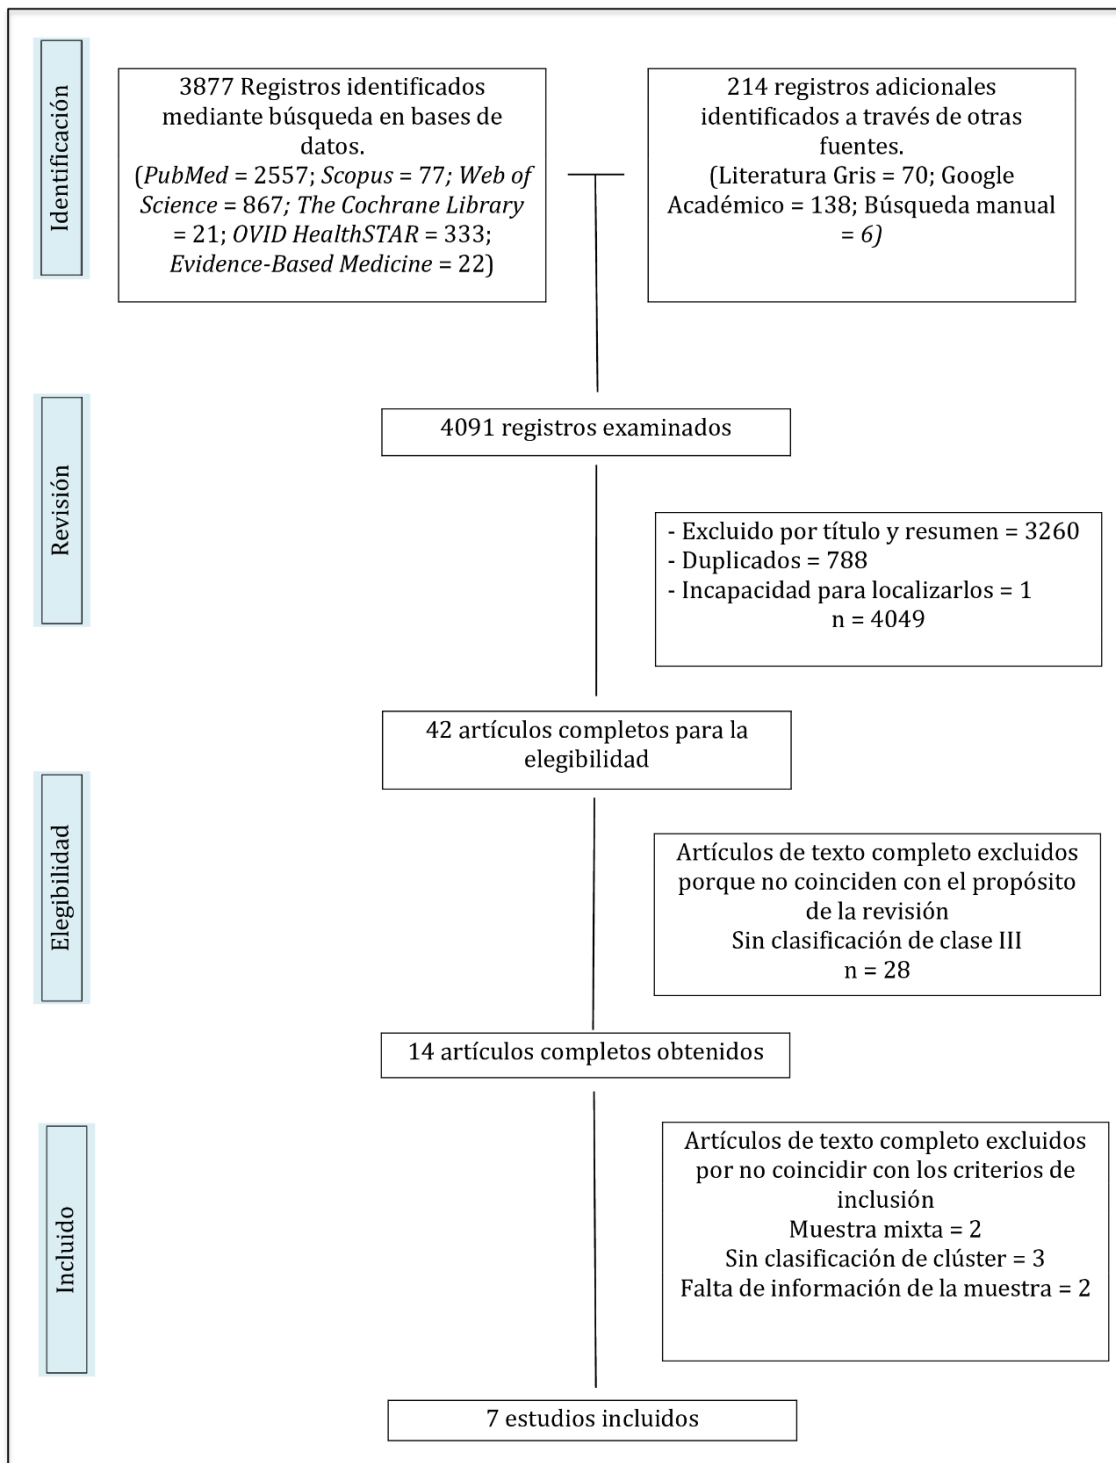 Identificación
3877 Registros identificados
mediante búsqueda en bases de
datos.
(PubMed = 2557; Scopus = 77; Web of
Science = 867; The Cochrane Library
= 21; OVID HealthSTAR = 333;
Evidence-Based Medicine = 22)
214 registros adicionales
identificados a través de otras
fuentes.
(Literatura Gris = 70; Google
Académico = 138; Búsqueda manual
= 6)
Revisión
4091 registros examinados
- Excluido por título y resumen = 3260
- Duplicados = 788
- Incapacidad para localizarlos = 1
n = 4049
42 artículos completos para la
elegibilidad
Elegibilidad
Artículos de texto completo excluidos
porque no coinciden con el propósito
de la revisión
Sin clasificación de clase III
n = 28
14 artículos completos obtenidos
Incluido
Artículos de texto completo excluidos
por no coincidir con los criterios de
inclusión
Muestra mixta = 2
Sin clasificación de clúster = 3
Falta de información de la muestra = 2
7 estudios incluidos